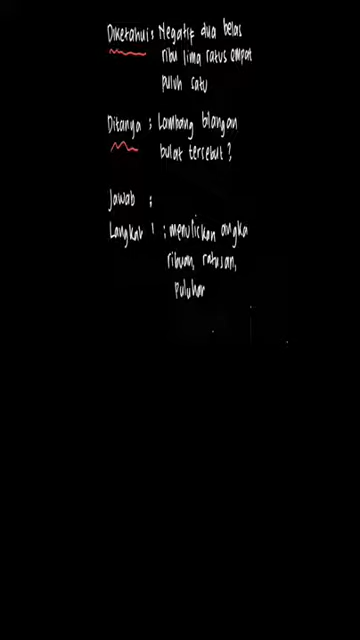 Diketahui : Negatif dua belas
ribu lima ratus empat
puluh satu
Ditanya : Lambang bilangan
bulat tersebut ?
Jawab :
Langkah 1 : menuliskan angka
ribuan, ratusan,
puluhan